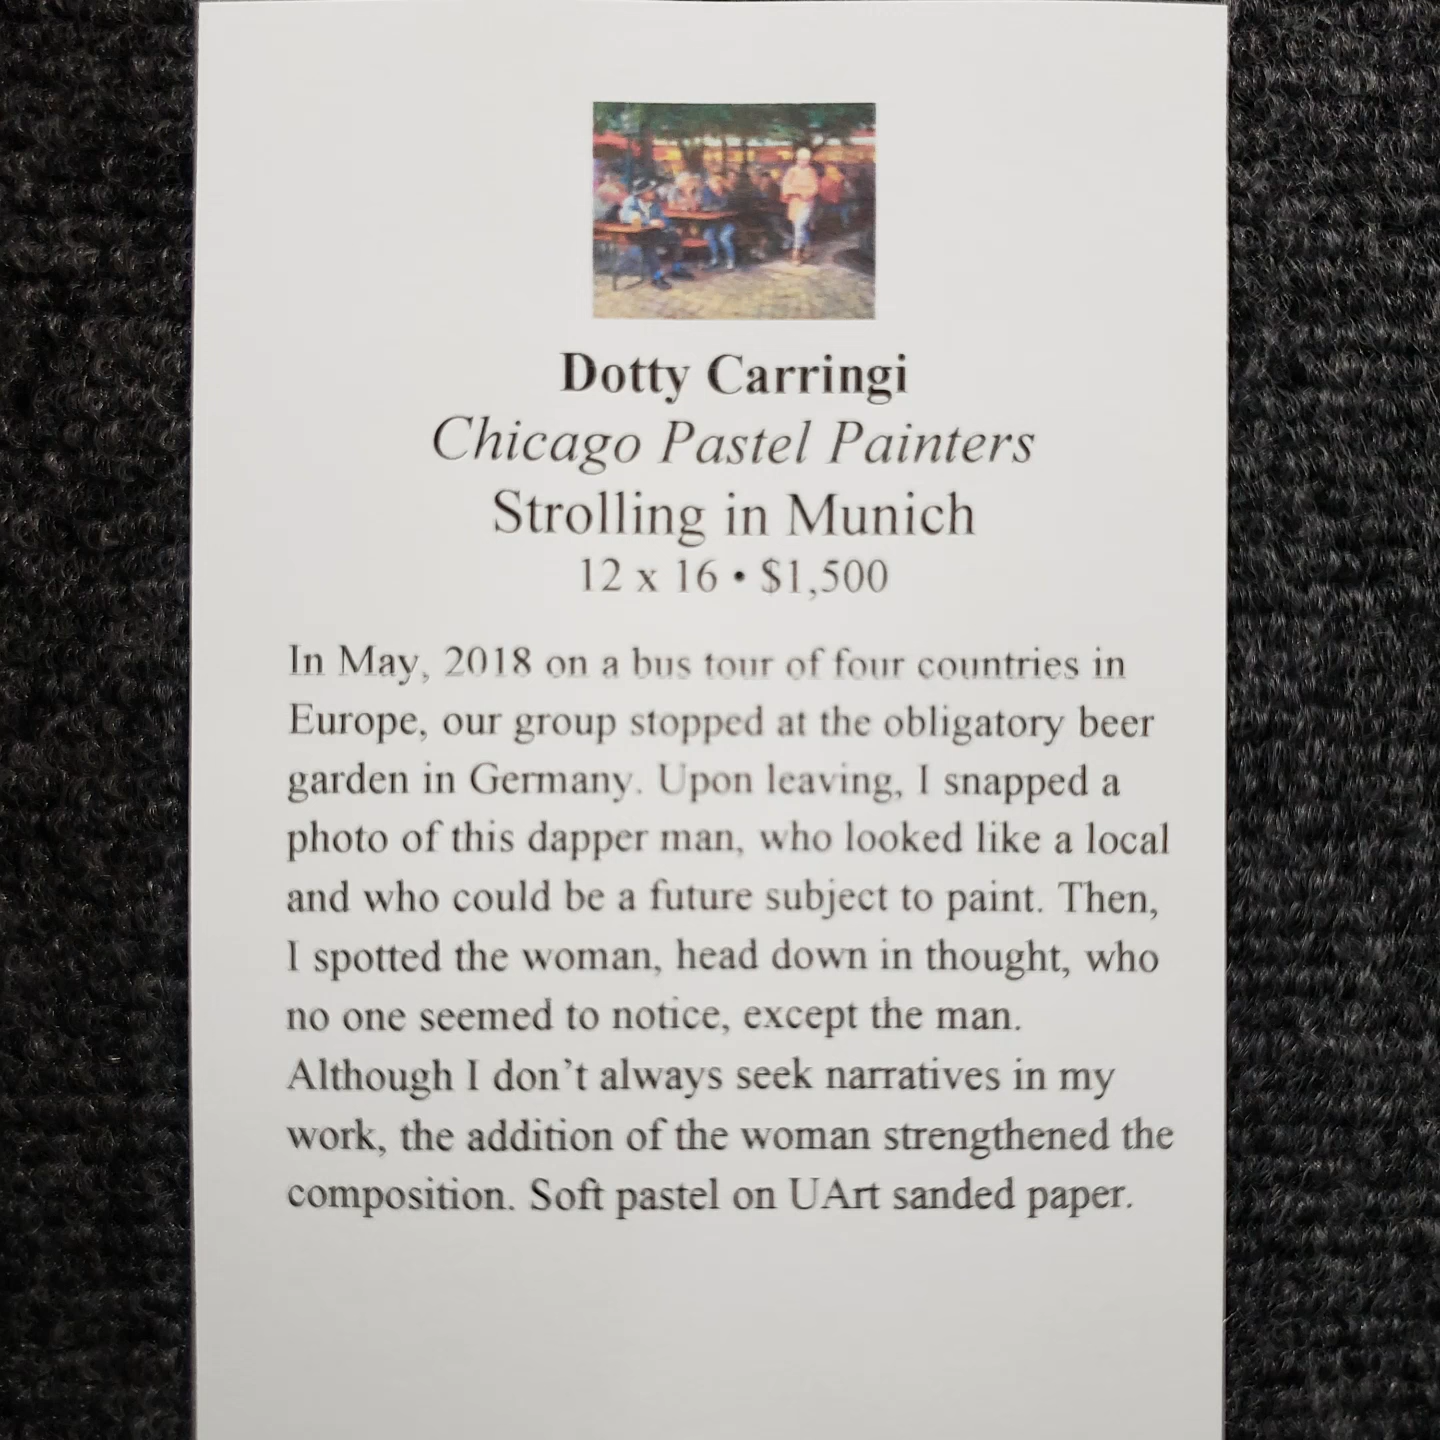 Dotty Carringi
Chicago Pastel Painters
Strolling in Munich
12 x 16 • $1,500
In May, 2018 on a bus tour of four countries in
Europe, our group stopped at the obligatory beer
garden in Germany. Upon leaving, I snapped a
photo of this dapper man, who looked like a local
and who could be a future subject to paint. Then,
I spotted the woman, head down in thought, who
no one seemed to notice, except the man.
Although I don’t always seek narratives in my
work, the addition of the woman strengthened the
composition. Soft pastel on UArt sanded paper.